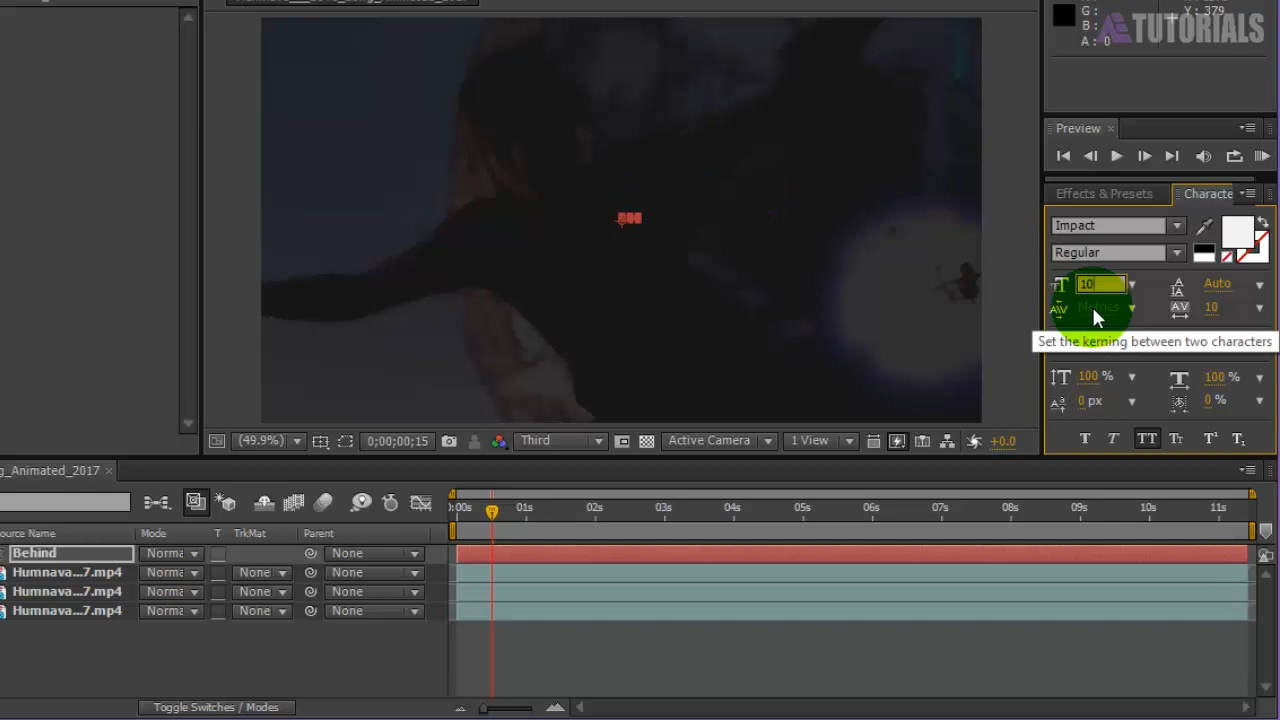 G : Y : 379
B :
A : 0
TUTORIALS
Preview
Effects & Presets Characte
Impact
Regular
10 Auto
Metrics 10
Set the kerning between two characters
100 % 100 %
0 px 0 %
T T TT Tт T¹ T₁
(49.9%) 0;00;00;15 Third Active Camera 1 View +0.0
g_Animated_2017
:00s 01s 02s 03s 04s 05s 06s 07s 08s 09s 10s 11s
ource Name Mode T TrkMat Parent
Behind Norma None
Humnava...7.mp4 Norma None None
Humnava...7.mp4 Norma None None
Humnava...7.mp4 Norma None None
Toggle Switches / Modes